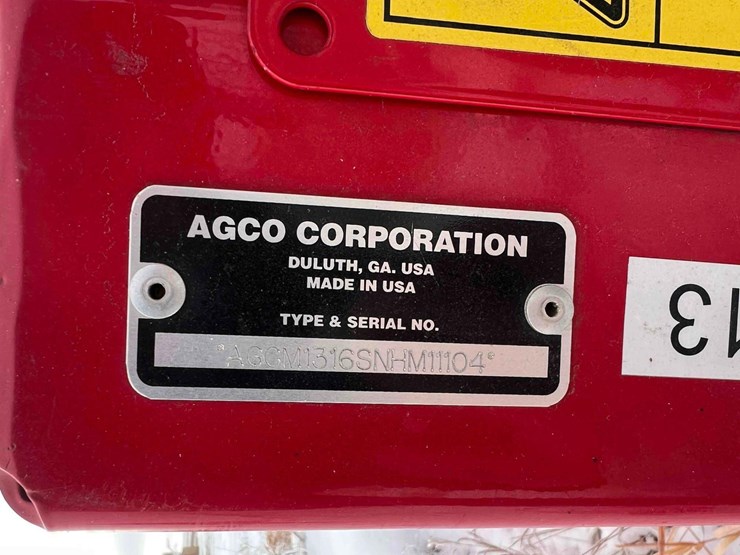 AGCO CORPORATION
DULUTH, GA. USA
MADE IN USA
TYPE & SERIAL NO.
*AGCM1316SNHM11104*
13